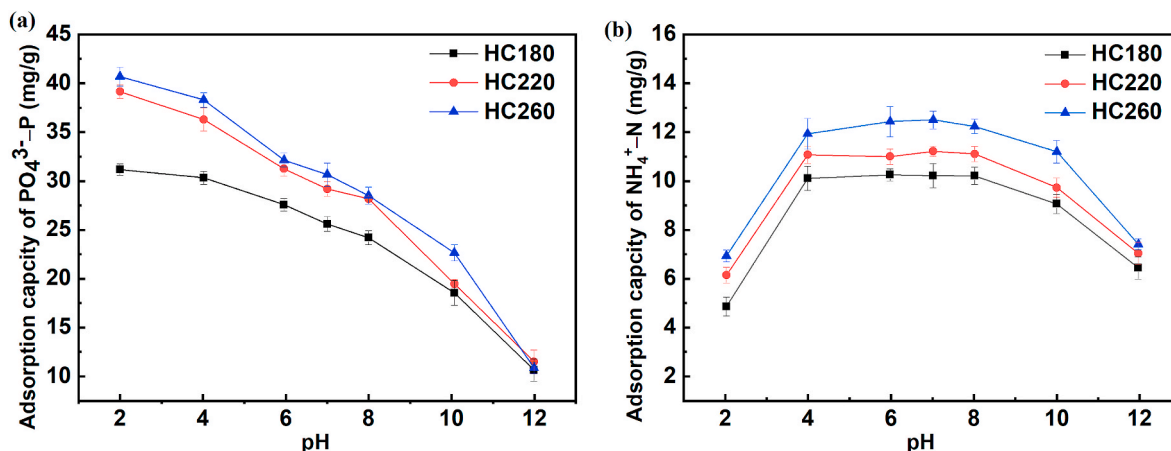 (a)
45
40
35
30
25
20
15
10
Adsorption capcity of PO₄³⁻–P (mg/g)
HC180
HC220
HC260
2 4 6 7 8 10 12
pH
(b)
16
14
12
10
8
6
4
2
Adsorption capcity of NH₄⁺–N (mg/g)
HC180
HC220
HC260
2 4 6 7 8 10 12
pH